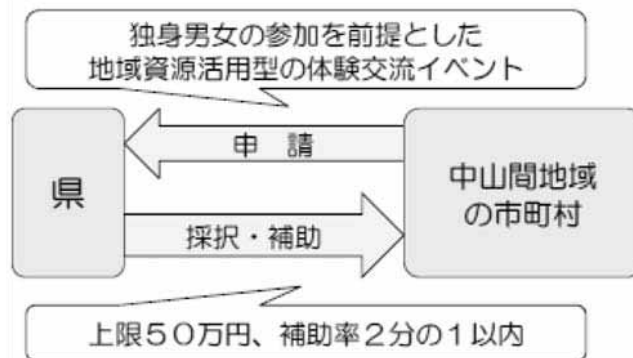 独身男女の参加を前提とした
地域資源活用型の体験交流イベント
申　請
県
中山間地域
の市町村
採択・補助
上限５０万円、補助率２分の１以内